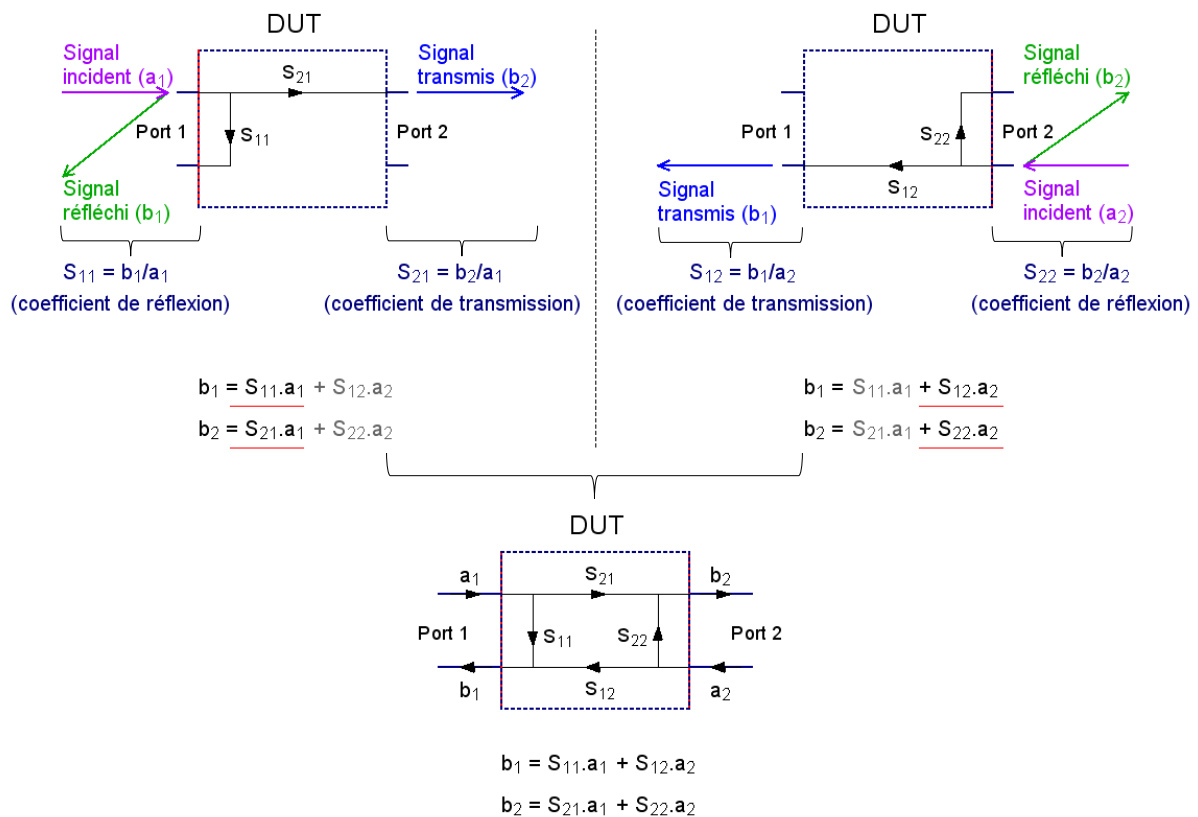 DUT
Signal
incident (a₁)
S₂₁
Signal
transmis (b₂)
Port 1
S₁₁
Port 2
Signal
réfléchi (b₁)
S₁₁ = b₁/a₁
(coefficient de réflexion)
S₂₁ = b₂/a₁
(coefficient de transmission)
b₁ = S₁₁.a₁ + S₁₂.a₂
b₂ = S₂₁.a₁ + S₂₂.a₂
DUT
Signal
réfléchi (b₂)
Port 1
S₂₂
Port 2
S₁₂
Signal
transmis (b₁)
Signal
incident (a₂)
S₁₂ = b₁/a₂
(coefficient de transmission)
S₂₂ = b₂/a₂
(coefficient de réflexion)
b₁ = S₁₁.a₁ + S₁₂.a₂
b₂ = S₂₁.a₁ + S₂₂.a₂
DUT
a₁
S₂₁
b₂
Port 1
S₁₁
S₂₂
Port 2
b₁
S₁₂
a₂
b₁ = S₁₁.a₁ + S₁₂.a₂
b₂ = S₂₁.a₁ + S₂₂.a₂